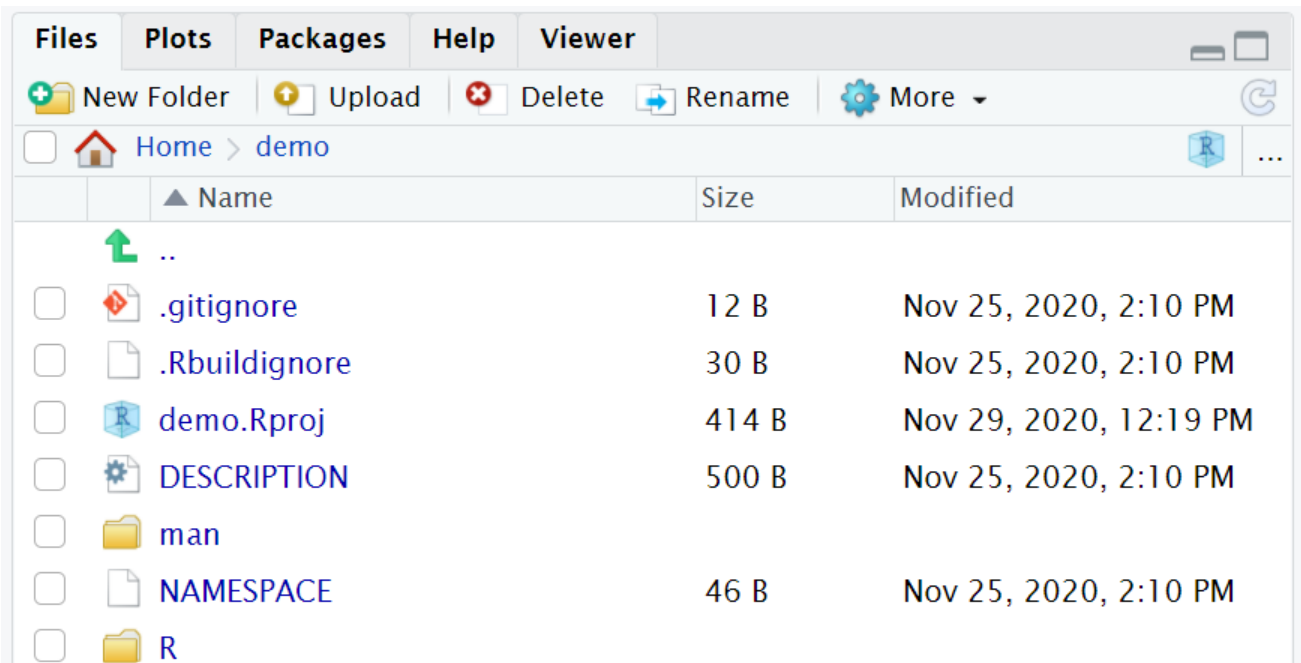 Files Plots Packages Help Viewer
New Folder Upload Delete Rename More
Home > demo R ...
Name Size Modified
..
.gitignore 12 B Nov 25, 2020, 2:10 PM
.Rbuildignore 30 B Nov 25, 2020, 2:10 PM
R demo.Rproj 414 B Nov 29, 2020, 12:19 PM
DESCRIPTION 500 B Nov 25, 2020, 2:10 PM
man
NAMESPACE 46 B Nov 25, 2020, 2:10 PM
R